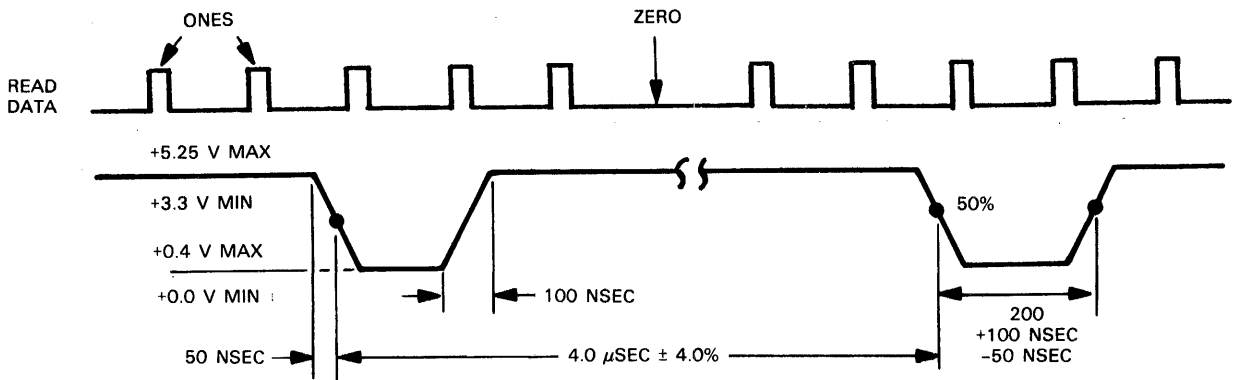 ONES
ZERO
READ
DATA
+5.25 V MAX
+3.3 V MIN
50%
+0.4 V MAX
+0.0 V MIN
100 NSEC
200
+100 NSEC
-50 NSEC
50 NSEC
4.0 µSEC ± 4.0%